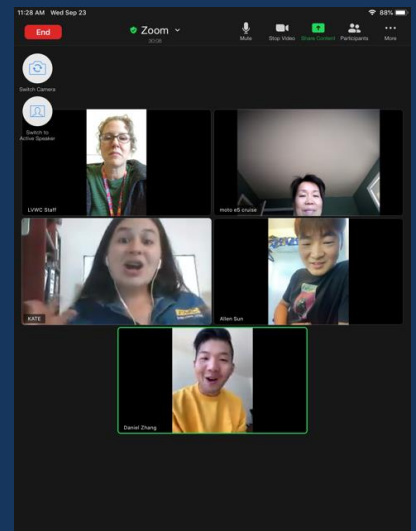 11:28 AM Wed Sep 23
88%
End
Zoom
Mute
Stop Video
Share Content
Participants
More
Switch Camera
Switch to
Active Speaker
LVWC Staff
moto e5 cruise
KATE
Allen Sun
Daniel Zhang